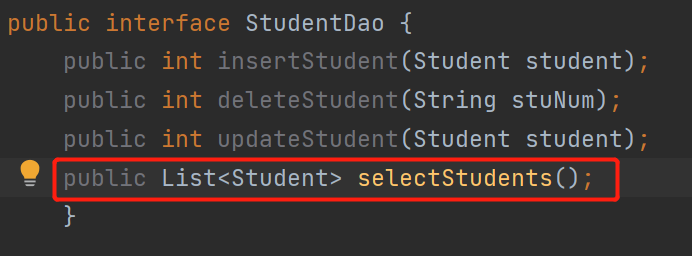 public interface StudentDao {
public int insertStudent(Student student);
public int deleteStudent(String stuNum);
public int updateStudent(Student student);
public List<Student> selectStudents();
}